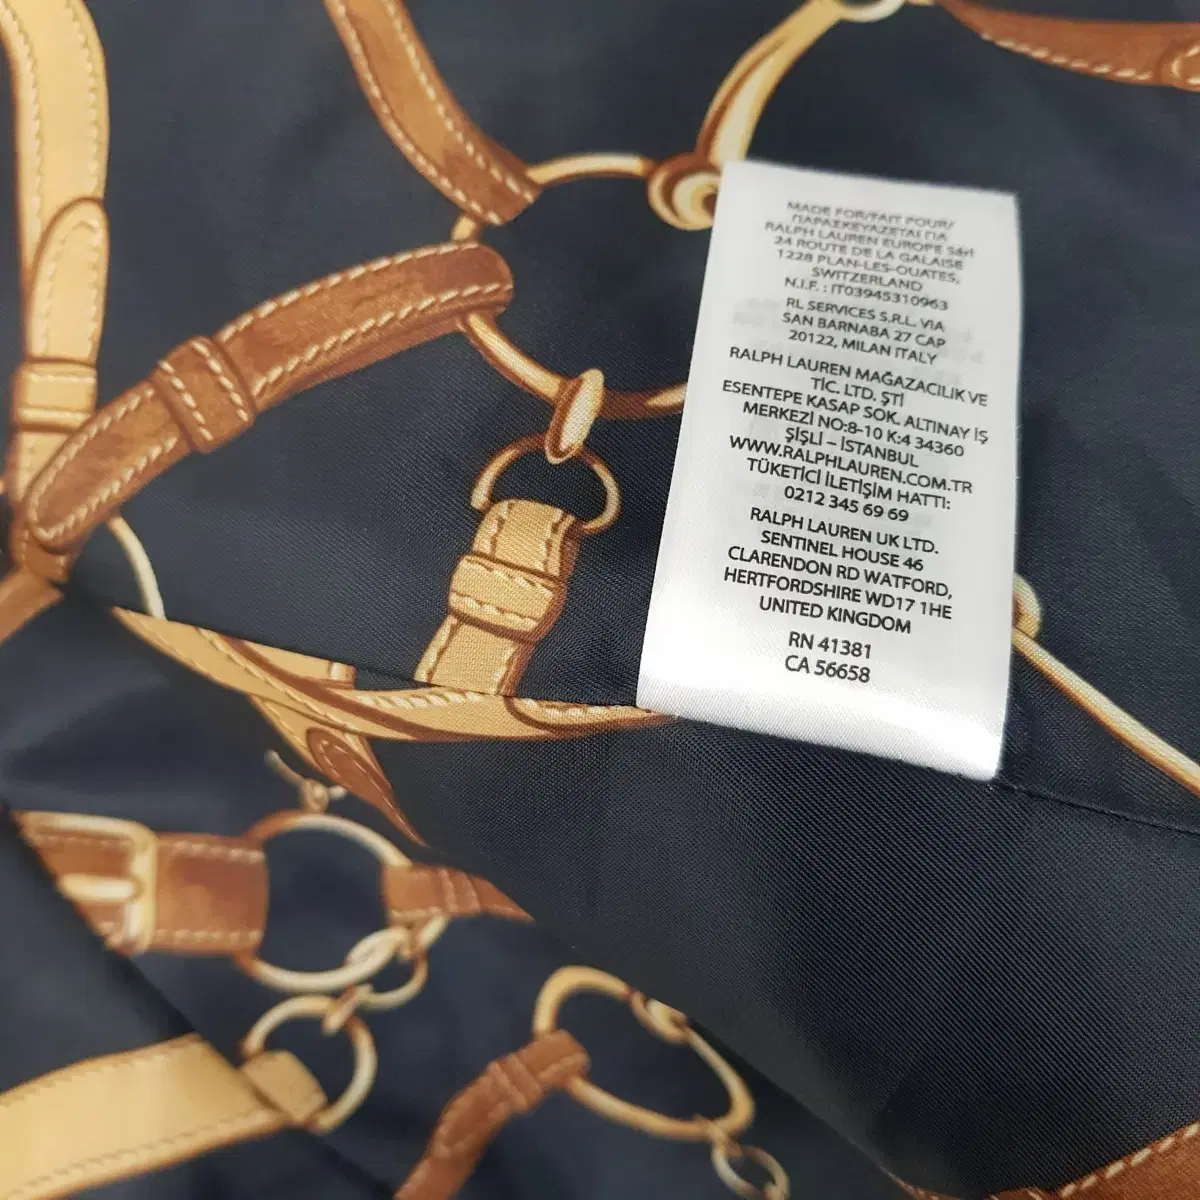 MADE FOR/FAIT POUR/
ΠΑΡΑΣΚΕΥΑΖΕΤΑΙ ΓΙΑ
RALPH LAUREN EUROPE Sàrl
24 ROUTE DE LA GALAISE
1228 PLAN-LES-OUATES,
SWITZERLAND
N.I.F. : IT03945310963
RL SERVICES S.R.L. VIA
SAN BARNABA 27 CAP
20122, MILAN ITALY
RALPH LAUREN MAĞAZACILIK VE
TİC. LTD. ŞTİ
ESENTEPE KASAP SOK. ALTINAY İŞ
MERKEZİ NO:8-10 K:4 34360
ŞİŞLİ – İSTANBUL
WWW.RALPHLAUREN.COM.TR
TÜKETİCİ İLETİŞİM HATTI:
0212 345 69 69
RALPH LAUREN UK LTD.
SENTINEL HOUSE 46
CLARENDON RD WATFORD,
HERTFORDSHIRE WD17 1HE
UNITED KINGDOM
RN 41381
CA 56658